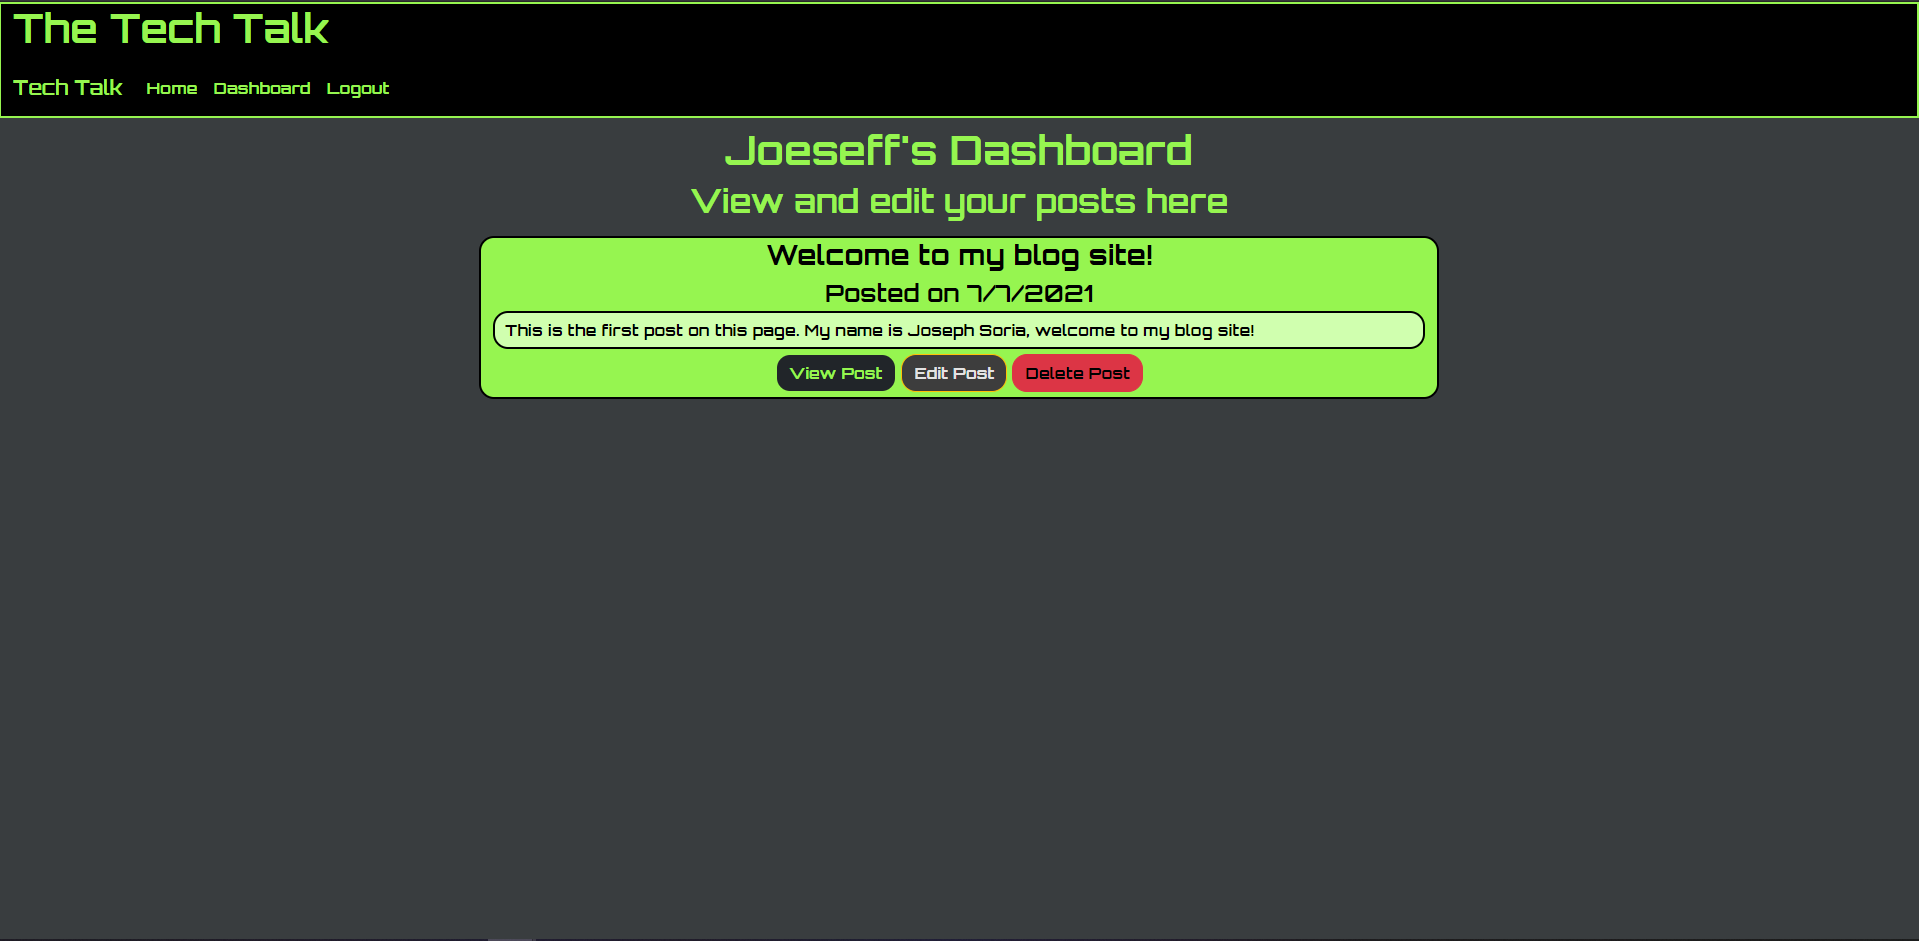 The Tech Talk
Tech Talk Home Dashboard Logout
Joeseff's Dashboard
View and edit your posts here
Welcome to my blog site!
Posted on 7/7/2021
This is the first post on this page. My name is Joseph Soria, welcome to my blog site!
View Post Edit Post Delete Post